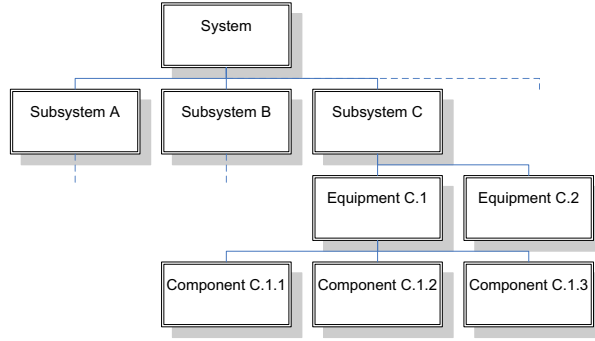 System
Subsystem A
Subsystem B
Subsystem C
Equipment C.1
Equipment C.2
Component C.1.1
Component C.1.2
Component C.1.3